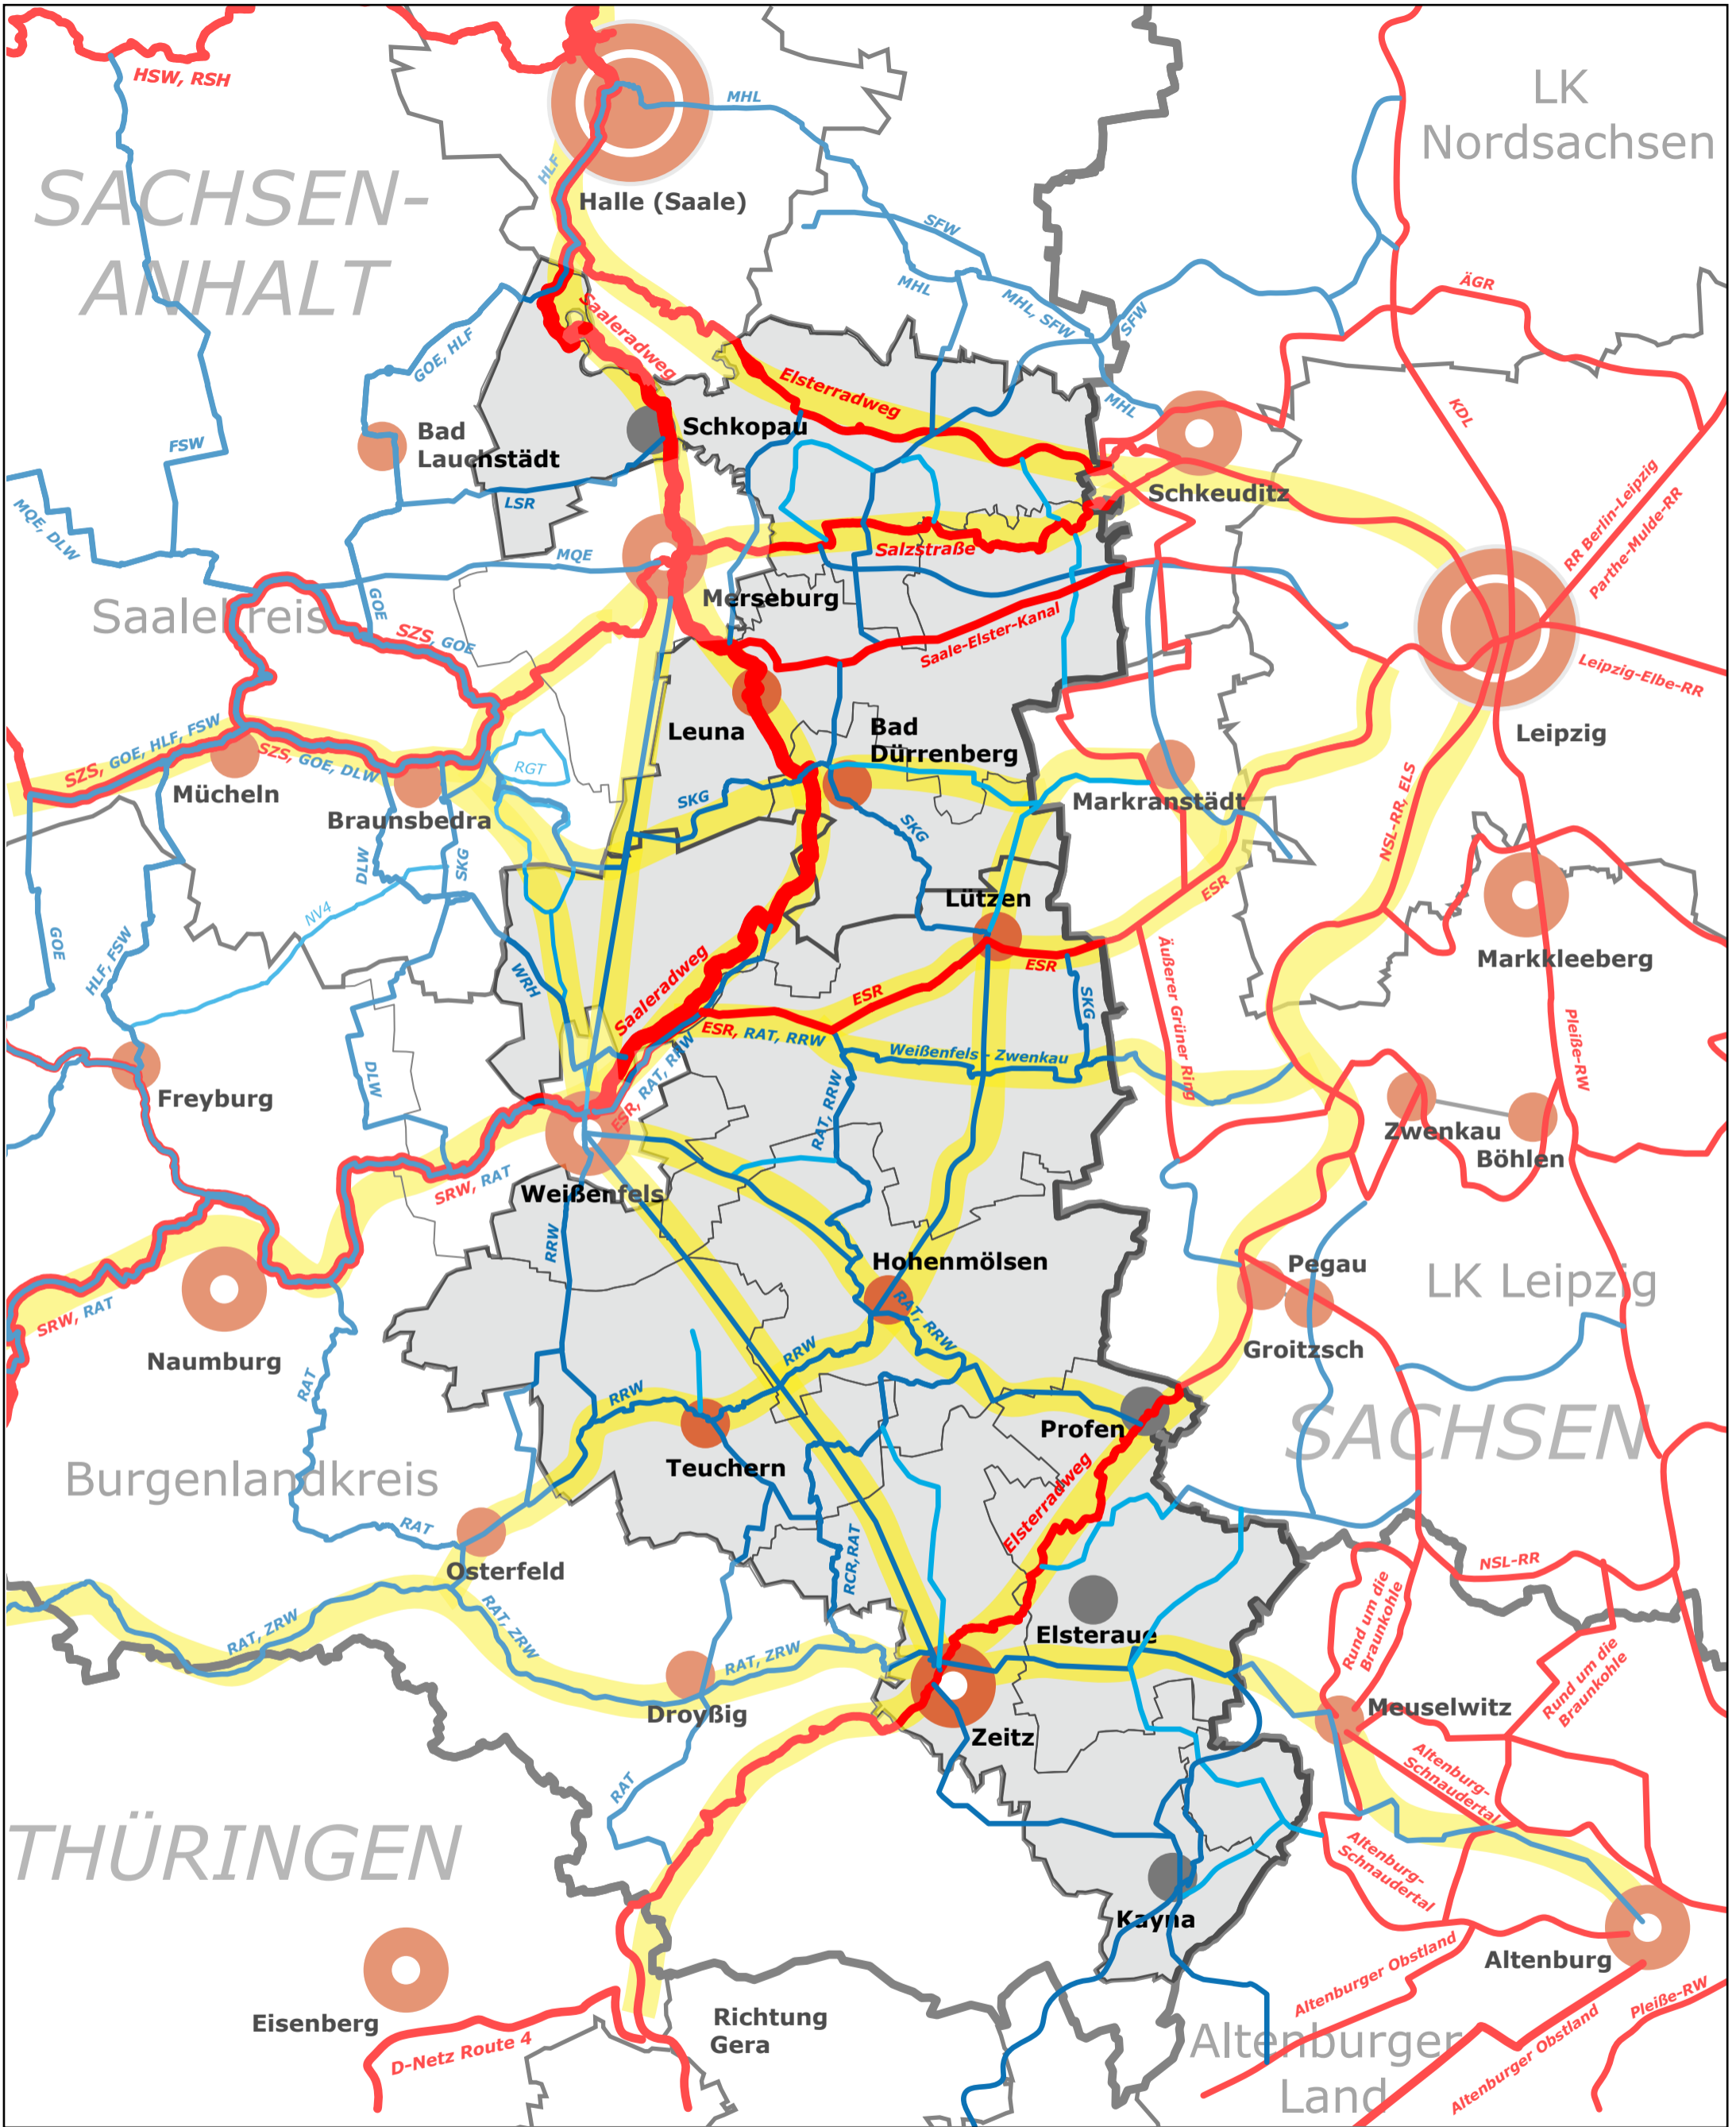 HSW, RSH
MHL
LK
Nordsachsen
SACHSEN-
ANHALT
HLF
Halle (Saale)
SFW
MHL
MHL, SFW
SFW
ÄGR
Saaleradweg
GOE, HLF
Elsterradweg
MHL
KDL
Bad
Lauchstädt
Schkopau
FSW
LSR
Schkeuditz
RR Berlin-Leipzig
Parthe-Mulde-RR
MQE, DLW
MQE
Salzstraße
Saalekreis
GOE
Merseburg
SZS, GOE
Saale-Elster-Kanal
Leipzig-Elbe-RR
Leuna
Bad
Dürrenberg
Leipzig
SZS, GOE, HLF, FSW
SZS, GOE, DLW
RGT
Mücheln
Braunsbedra
SKG
Markranstädt
NSL-RR, ELS
SKG
DLW
SKG
ESR
Lützen
NV4
GOE
HLF, FSW
WRH
Saaleradweg
ESR
ESR
SKG
Äußerer Grüner Ring
Markkleeberg
ESR, RAT, RRW
Weißenfels - Zwenkau
Pleiße-RW
Freyburg
DLW
ESR, RAT, RRW
RAT, RRW
Zwenkau
Böhlen
SRW, RAT
Weißenfels
RRW
Hohenmölsen
Pegau
LK Leipzig
SRW, RAT
Naumburg
RAT, RRW
Groitzsch
RAT
RRW
RRW
Profen
SACHSEN
Teuchern
Burgenlandkreis
Elsterradweg
RAT
RCR,RAT
Osterfeld
NSL-RR
Rund um die
Braunkohle
RAT, ZRW
RAT, ZRW
Elsteraue
RAT, ZRW
Rund um die
Braunkohle
Droyßig
Meuselwitz
Zeitz
Altenburg-
Schnaudertal
RAT
THÜRINGEN
Altenburg-
Schnaudertal
Kayna
Altenburg
Altenburger Obstland
Eisenberg
Richtung
Gera
D-Netz Route 4
Pleiße-RW
Altenburger
Land
Altenburger Obstland